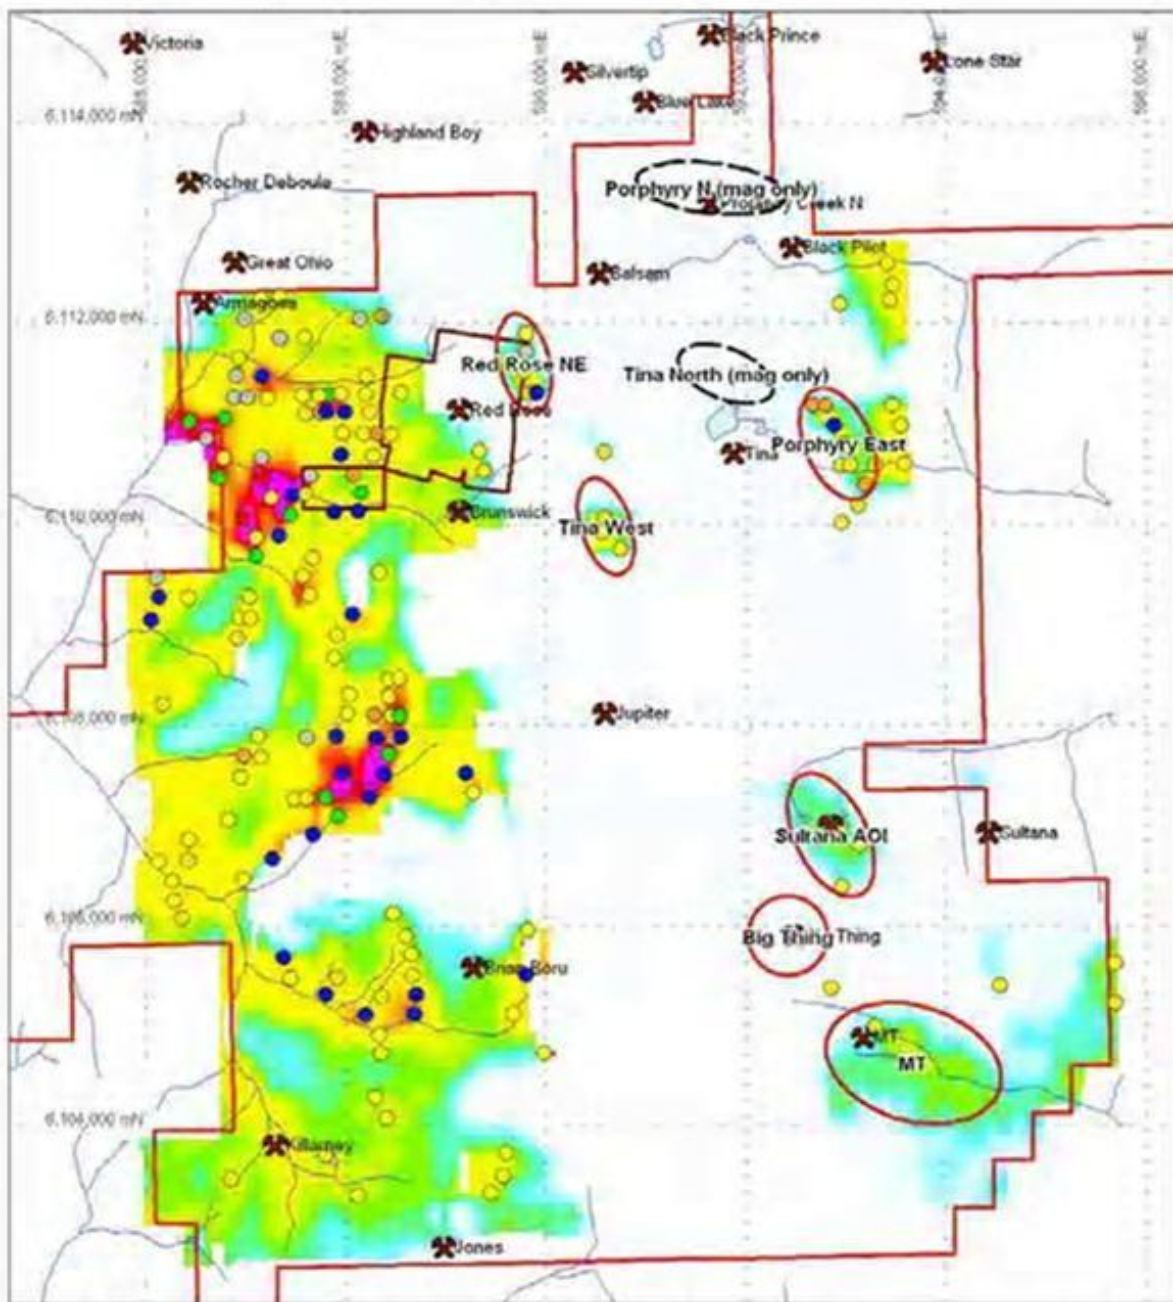 Victoria
Black Prince
Lone Star
Silvertip
Blue Lake
6,114,000 mN
Highland Boy
Rocher Deboule
Porphyry N (mag only)
Great Ohio
Black Pilot
Balsam
Armagosa
6,112,000 mN
Red Rose NE
Tina North (mag only)
Red Rose
Porphyry East
Tina
6,110,000 mN
Brunswick
Tina West
Jupiter
Sultana AOI
Sultana
6,106,000 mN
Big Thing
Thing
Brian Boru
MT
MT
6,104,000 mN
Killarney
Jones